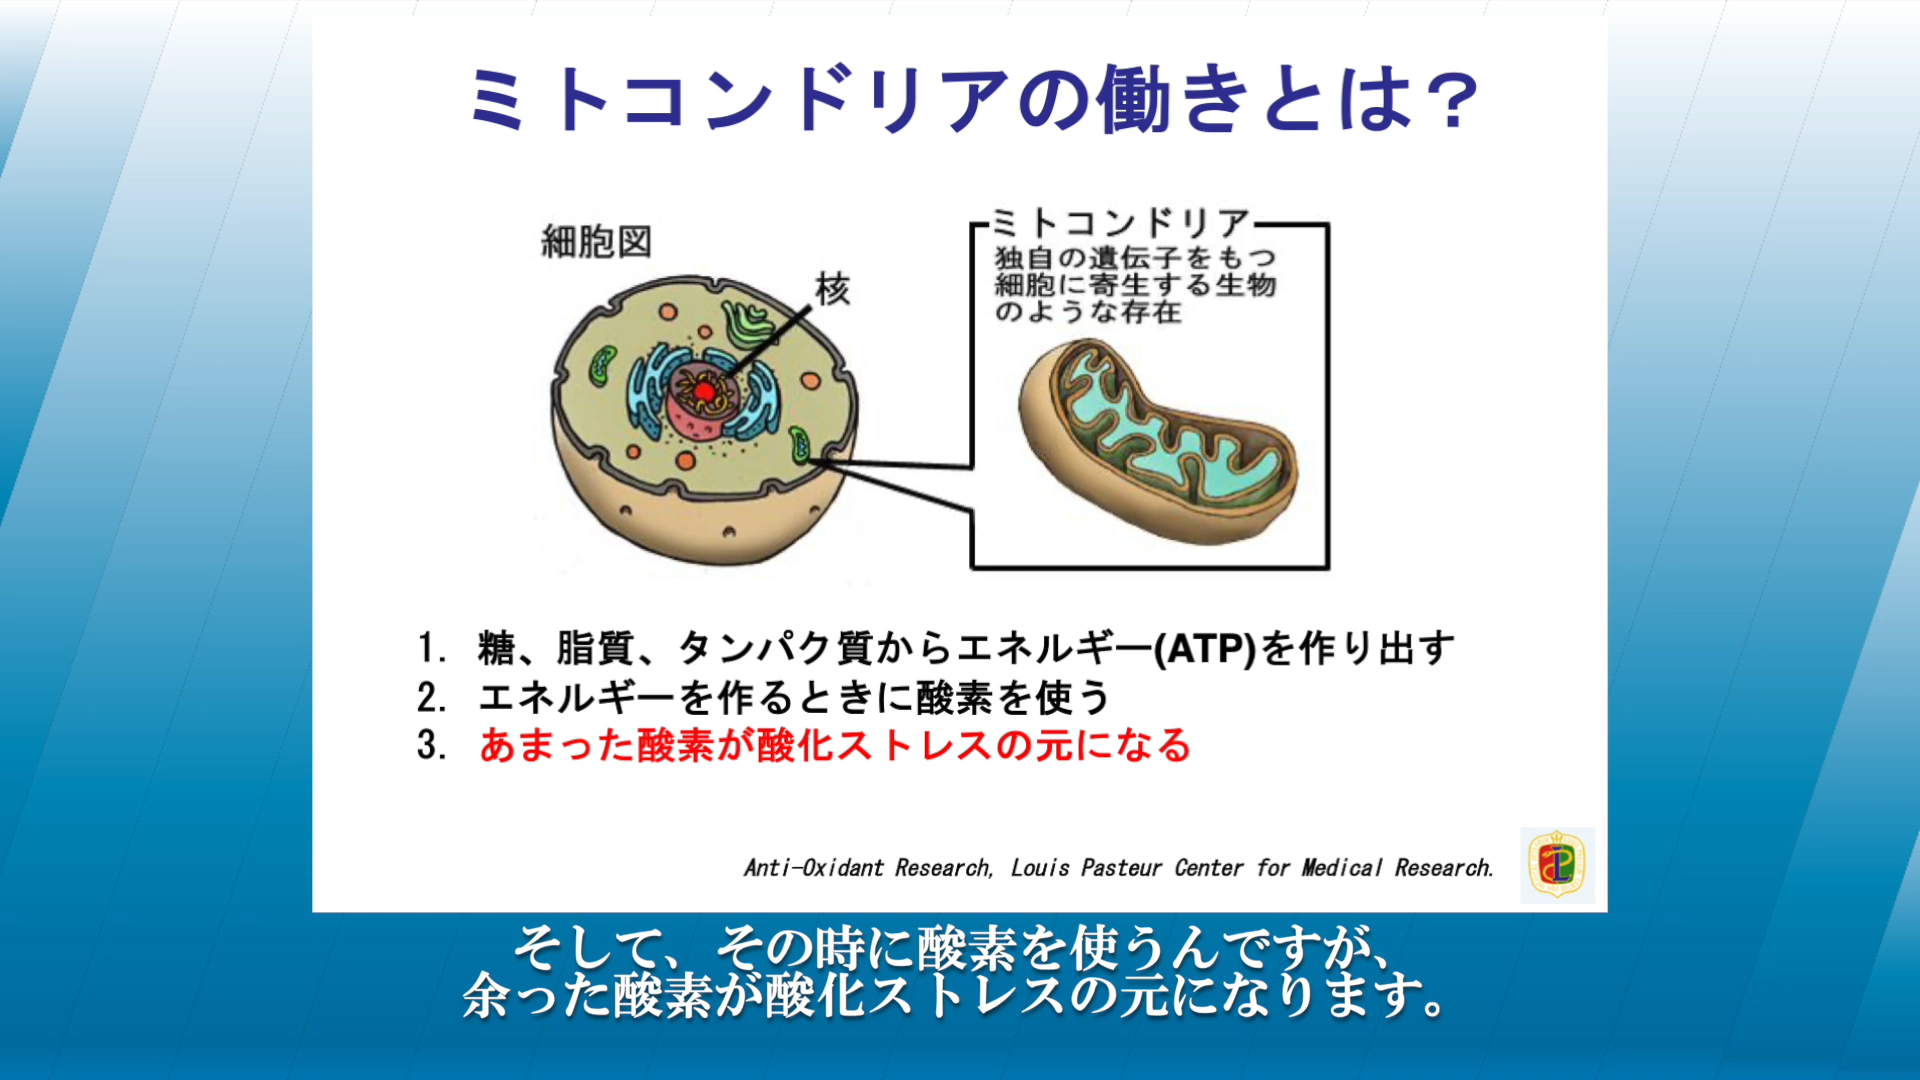 ミトコンドリアの働きとは？
細胞図
核
ミトコンドリア
独自の遺伝子をもつ
細胞に寄生する生物
のような存在
1. 糖、脂質、タンパク質からエネルギー(ATP)を作り出す
2. エネルギーを作るときに酸素を使う
3. あまった酸素が酸化ストレスの元になる
Anti-Oxidant Research, Louis Pasteur Center for Medical Research.
そして、その時に酸素を使うんですが、
余った酸素が酸化ストレスの元になります。